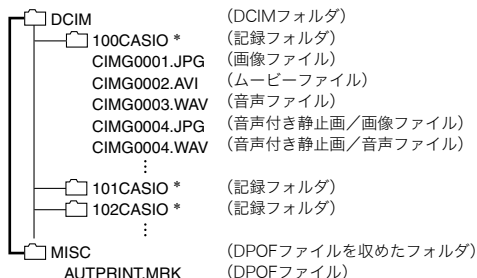 DCIM (DCIMフォルダ)
100CASIO * (記録フォルダ)
CIMG0001.JPG (画像ファイル)
CIMG0002.AVI (ムービーファイル)
CIMG0003.WAV (音声ファイル)
CIMG0004.JPG (音声付き静止画／画像ファイル)
CIMG0004.WAV (音声付き静止画／音声ファイル)
⋮
101CASIO * (記録フォルダ)
102CASIO * (記録フォルダ)
⋮
MISC (DPOFファイルを収めたフォルダ)
AUTPRINT.MRK (DPOFファイル)